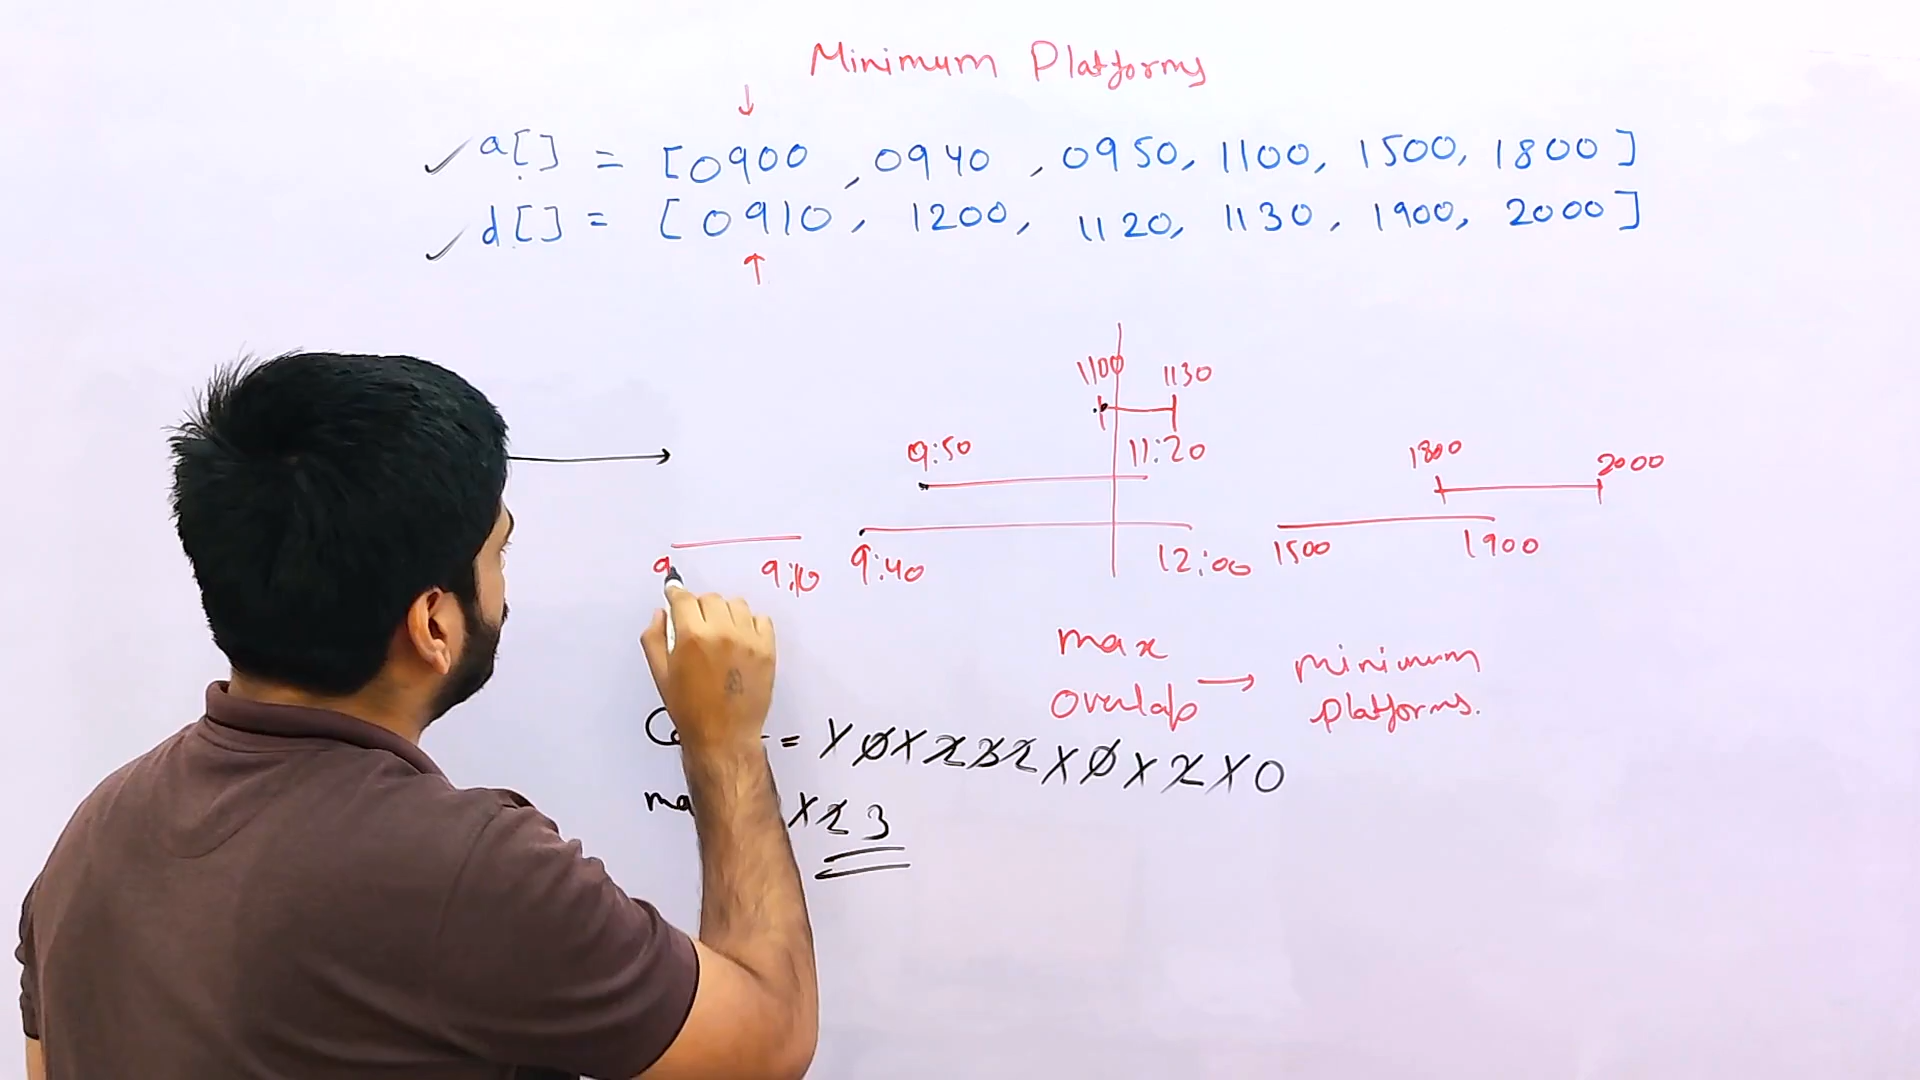 Minimum Platforms
a[] = [0900, 0940, 0950, 1100, 1500, 1800]
d[] = [0910, 1200, 1120, 1130, 1900, 2000]
1100 1130
9:50 11:20 1800 2000
9 9:10 9:40 12:00 1500 1900
max overlap → minimum platforms.
= 1 0 1 2 3 2 1 0 1 2 1 0
1 2 3